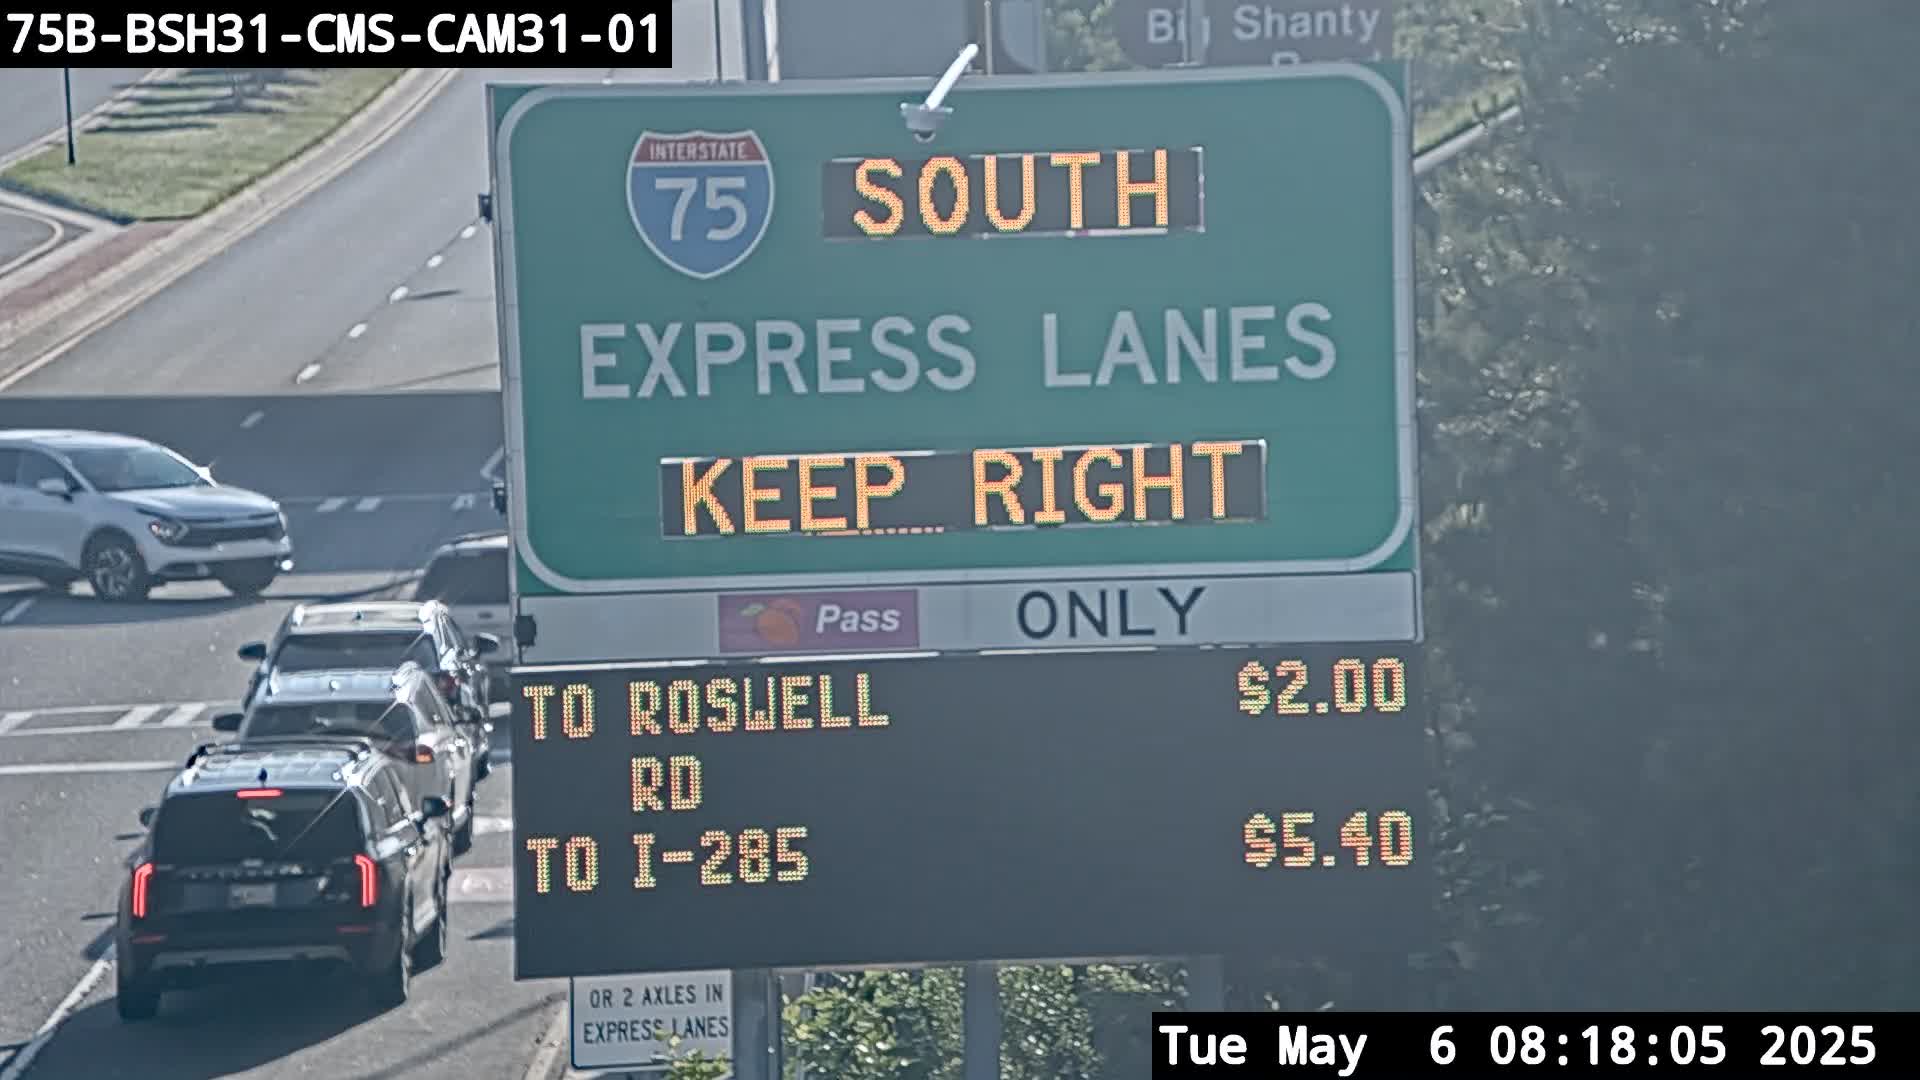 75B-BSH31-CMS-CAM31-01
Big Shanty
INTERSTATE
75
SOUTH
EXPRESS LANES
KEEP RIGHT
Pass
ONLY
TO ROSWELL $2.00
RD
TO I-285 $5.40
OR 2 AXLES IN
EXPRESS LANES
Tue May 6 08:18:05 2025